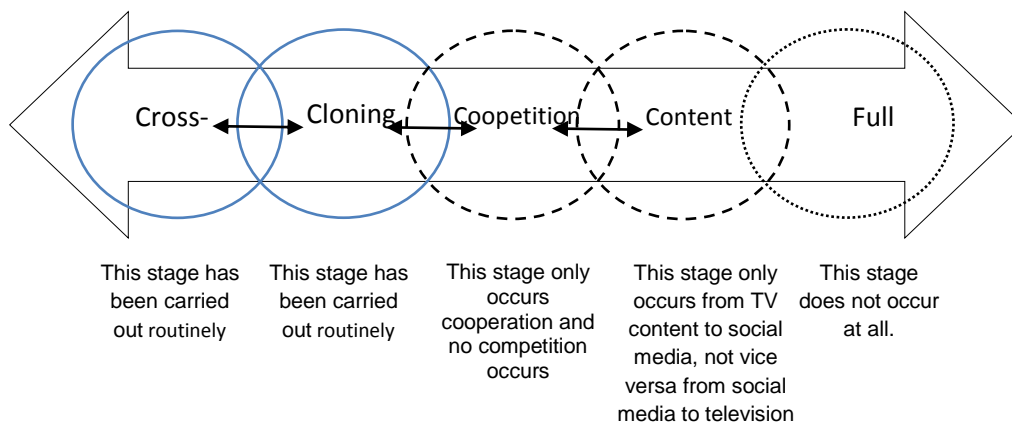 Cross-
Cloning
Coopetition
Content
Full
This stage has
been carried
out routinely
This stage has
been carried
out routinely
This stage only
occurs
cooperation and
no competition
occurs
This stage only
occurs from TV
content to social
media, not vice
versa from social
media to television
This stage
does not occur
at all.